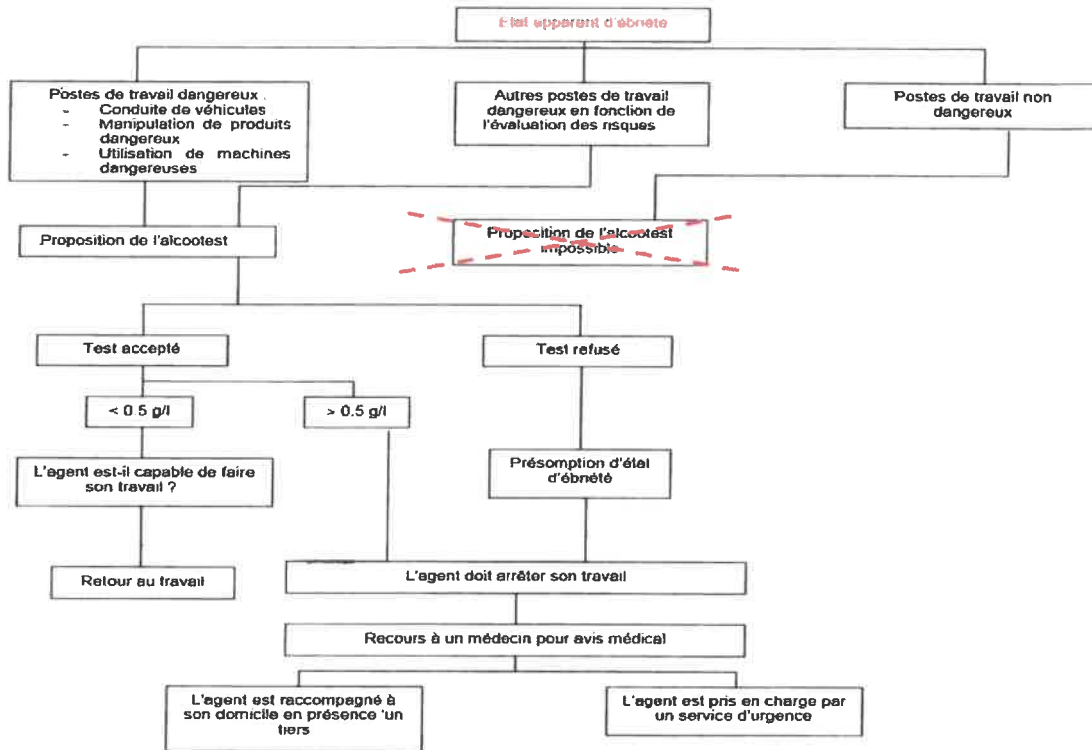 Etat apparent d'ébriété
Postes de travail dangereux :
- Conduite de véhicules
- Manipulation de produits
dangereux
- Utilisation de machines
dangereuses
Autres postes de travail
dangereux en fonction de
l'évaluation des risques
Postes de travail non
dangereux
Proposition de l'alcootest
Proposition de l'alcootest
impossible
Test accepté
Test refusé
< 0.5 g/l
> 0.5 g/l
L'agent est-il capable de faire
son travail ?
Présomption d'état
d'ébriété
Retour au travail
L'agent doit arrêter son travail
Recours à un médecin pour avis médical
L'agent est raccompagné à
son domicile en présence 'un
tiers
L'agent est pris en charge par
un service d'urgence